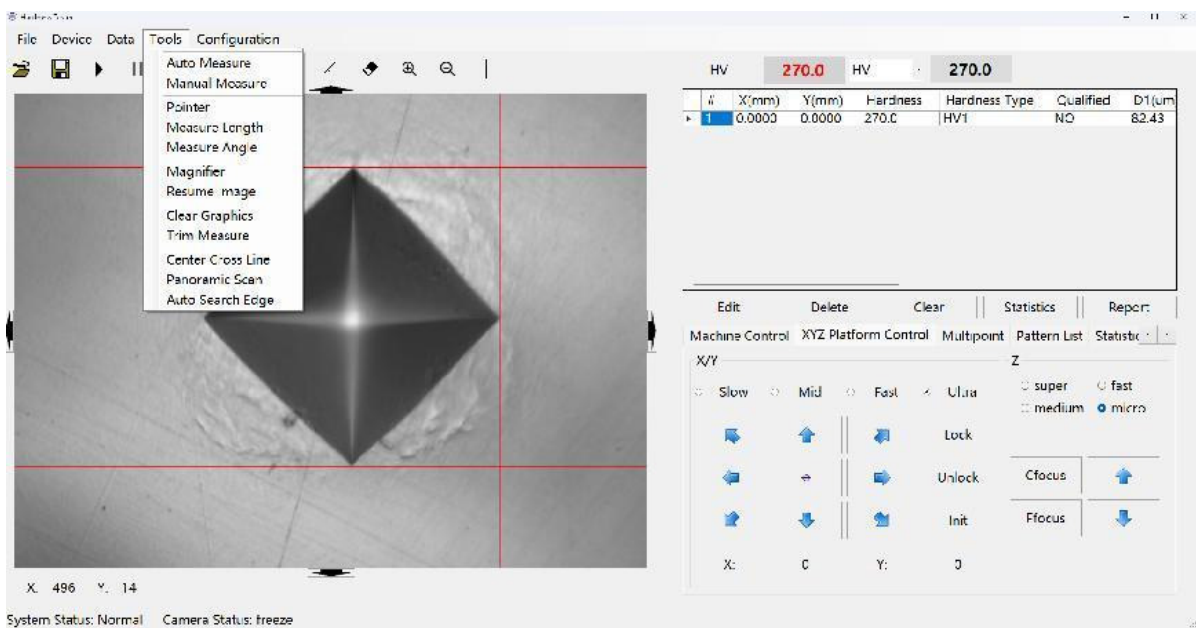 File Device Data Tools Configuration
Auto Measure
Manual Measure
Pointer
Measure Length
Measure Angle
Magnifier
Resume Image
Clear Graphics
Trim Measure
Center Cross Line
Panoramic Scan
Auto Search Edge
HV 270.0 HV 270.0
# X(mm) Y(mm) Hardness Hardness Type Qualified D1(um
1 0.0000 0.0000 270.0 HV1 NO 82.43
Edit Delete Clear Statistics Report
Machine Control XYZ Platform Control Multipoint Pattern List Statistic
X/Y Z
Slow Mid Fast Ultra super fast
medium micro
Lock
Unlock Cfocus
Init Ffocus
X: 0 Y: 0
X: 496 Y: 14
System Status: Normal Camera Status: freeze